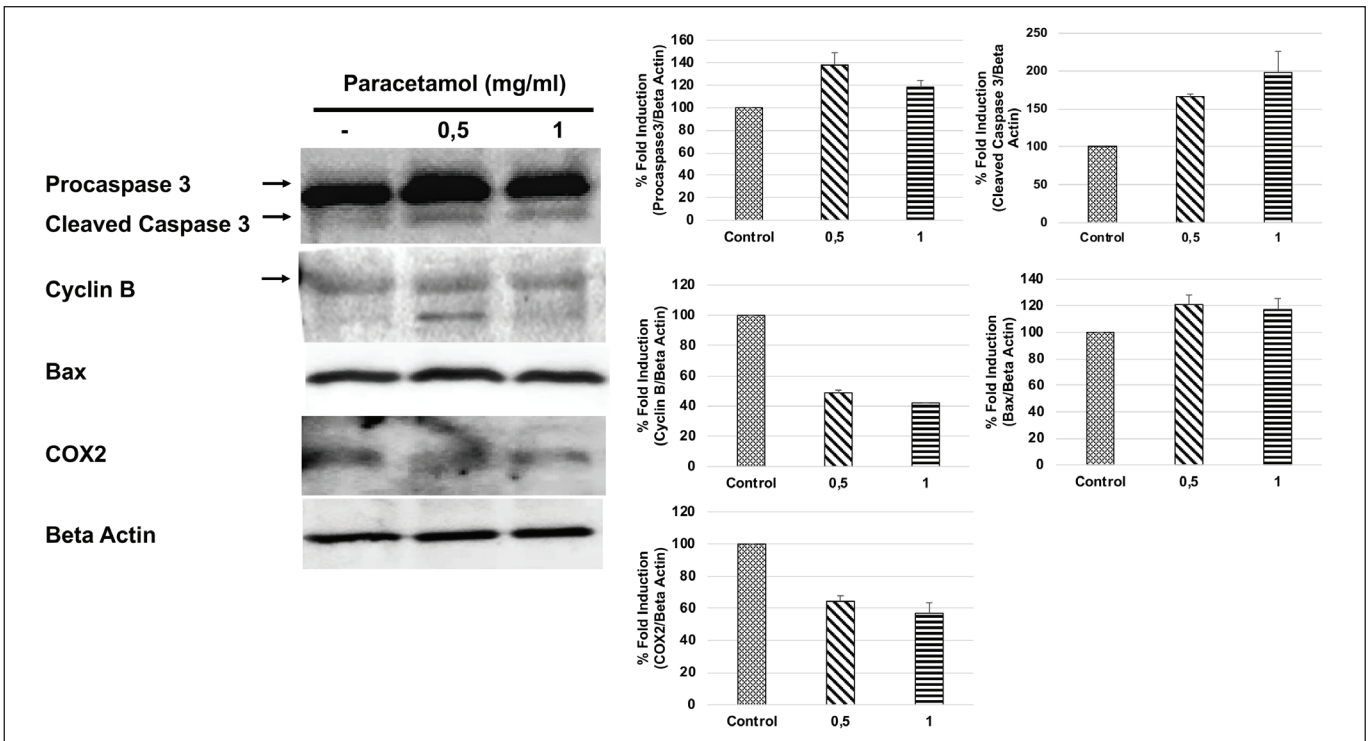 Paracetamol (mg/ml)
- 0,5 1
Procaspase 3
Cleaved Caspase 3
Cyclin B
Bax
COX2
Beta Actin
% Fold Induction
(Procaspase3/Beta Actin)
160
140
120
100
80
60
40
20
0
Control 0,5 1
% Fold Induction
(Cleaved Caspase 3/Beta
Actin)
250
200
150
100
50
0
Control 0,5 1
% Fold Induction
(Cyclin B/Beta Actin)
120
100
80
60
40
20
0
Control 0,5 1
% Fold Induction
(Bax/Beta Actin)
140
120
100
80
60
40
20
0
Control 0,5 1
% Fold Induction
(COX2/Beta Actin)
120
100
80
60
40
20
0
Control 0,5 1